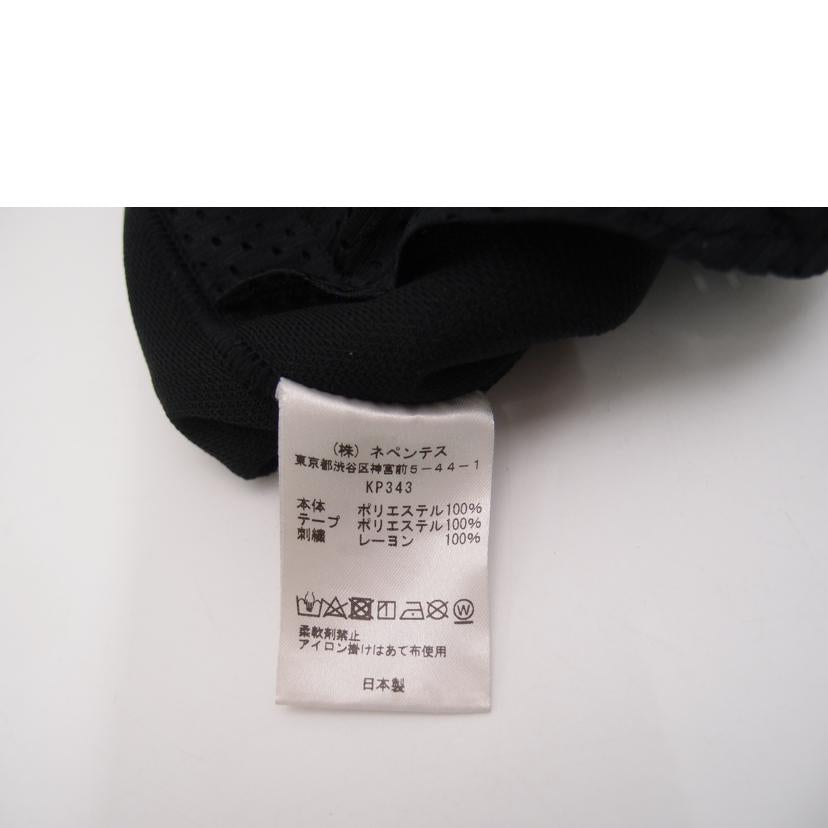 （株）ネペンテス
東京都渋谷区神宮前5－44－1
KP343
本体 ポリエステル100%
テープ ポリエステル100%
刺繍 レーヨン 100%
W
柔軟剤禁止
アイロン掛けはあて布使用
日本製